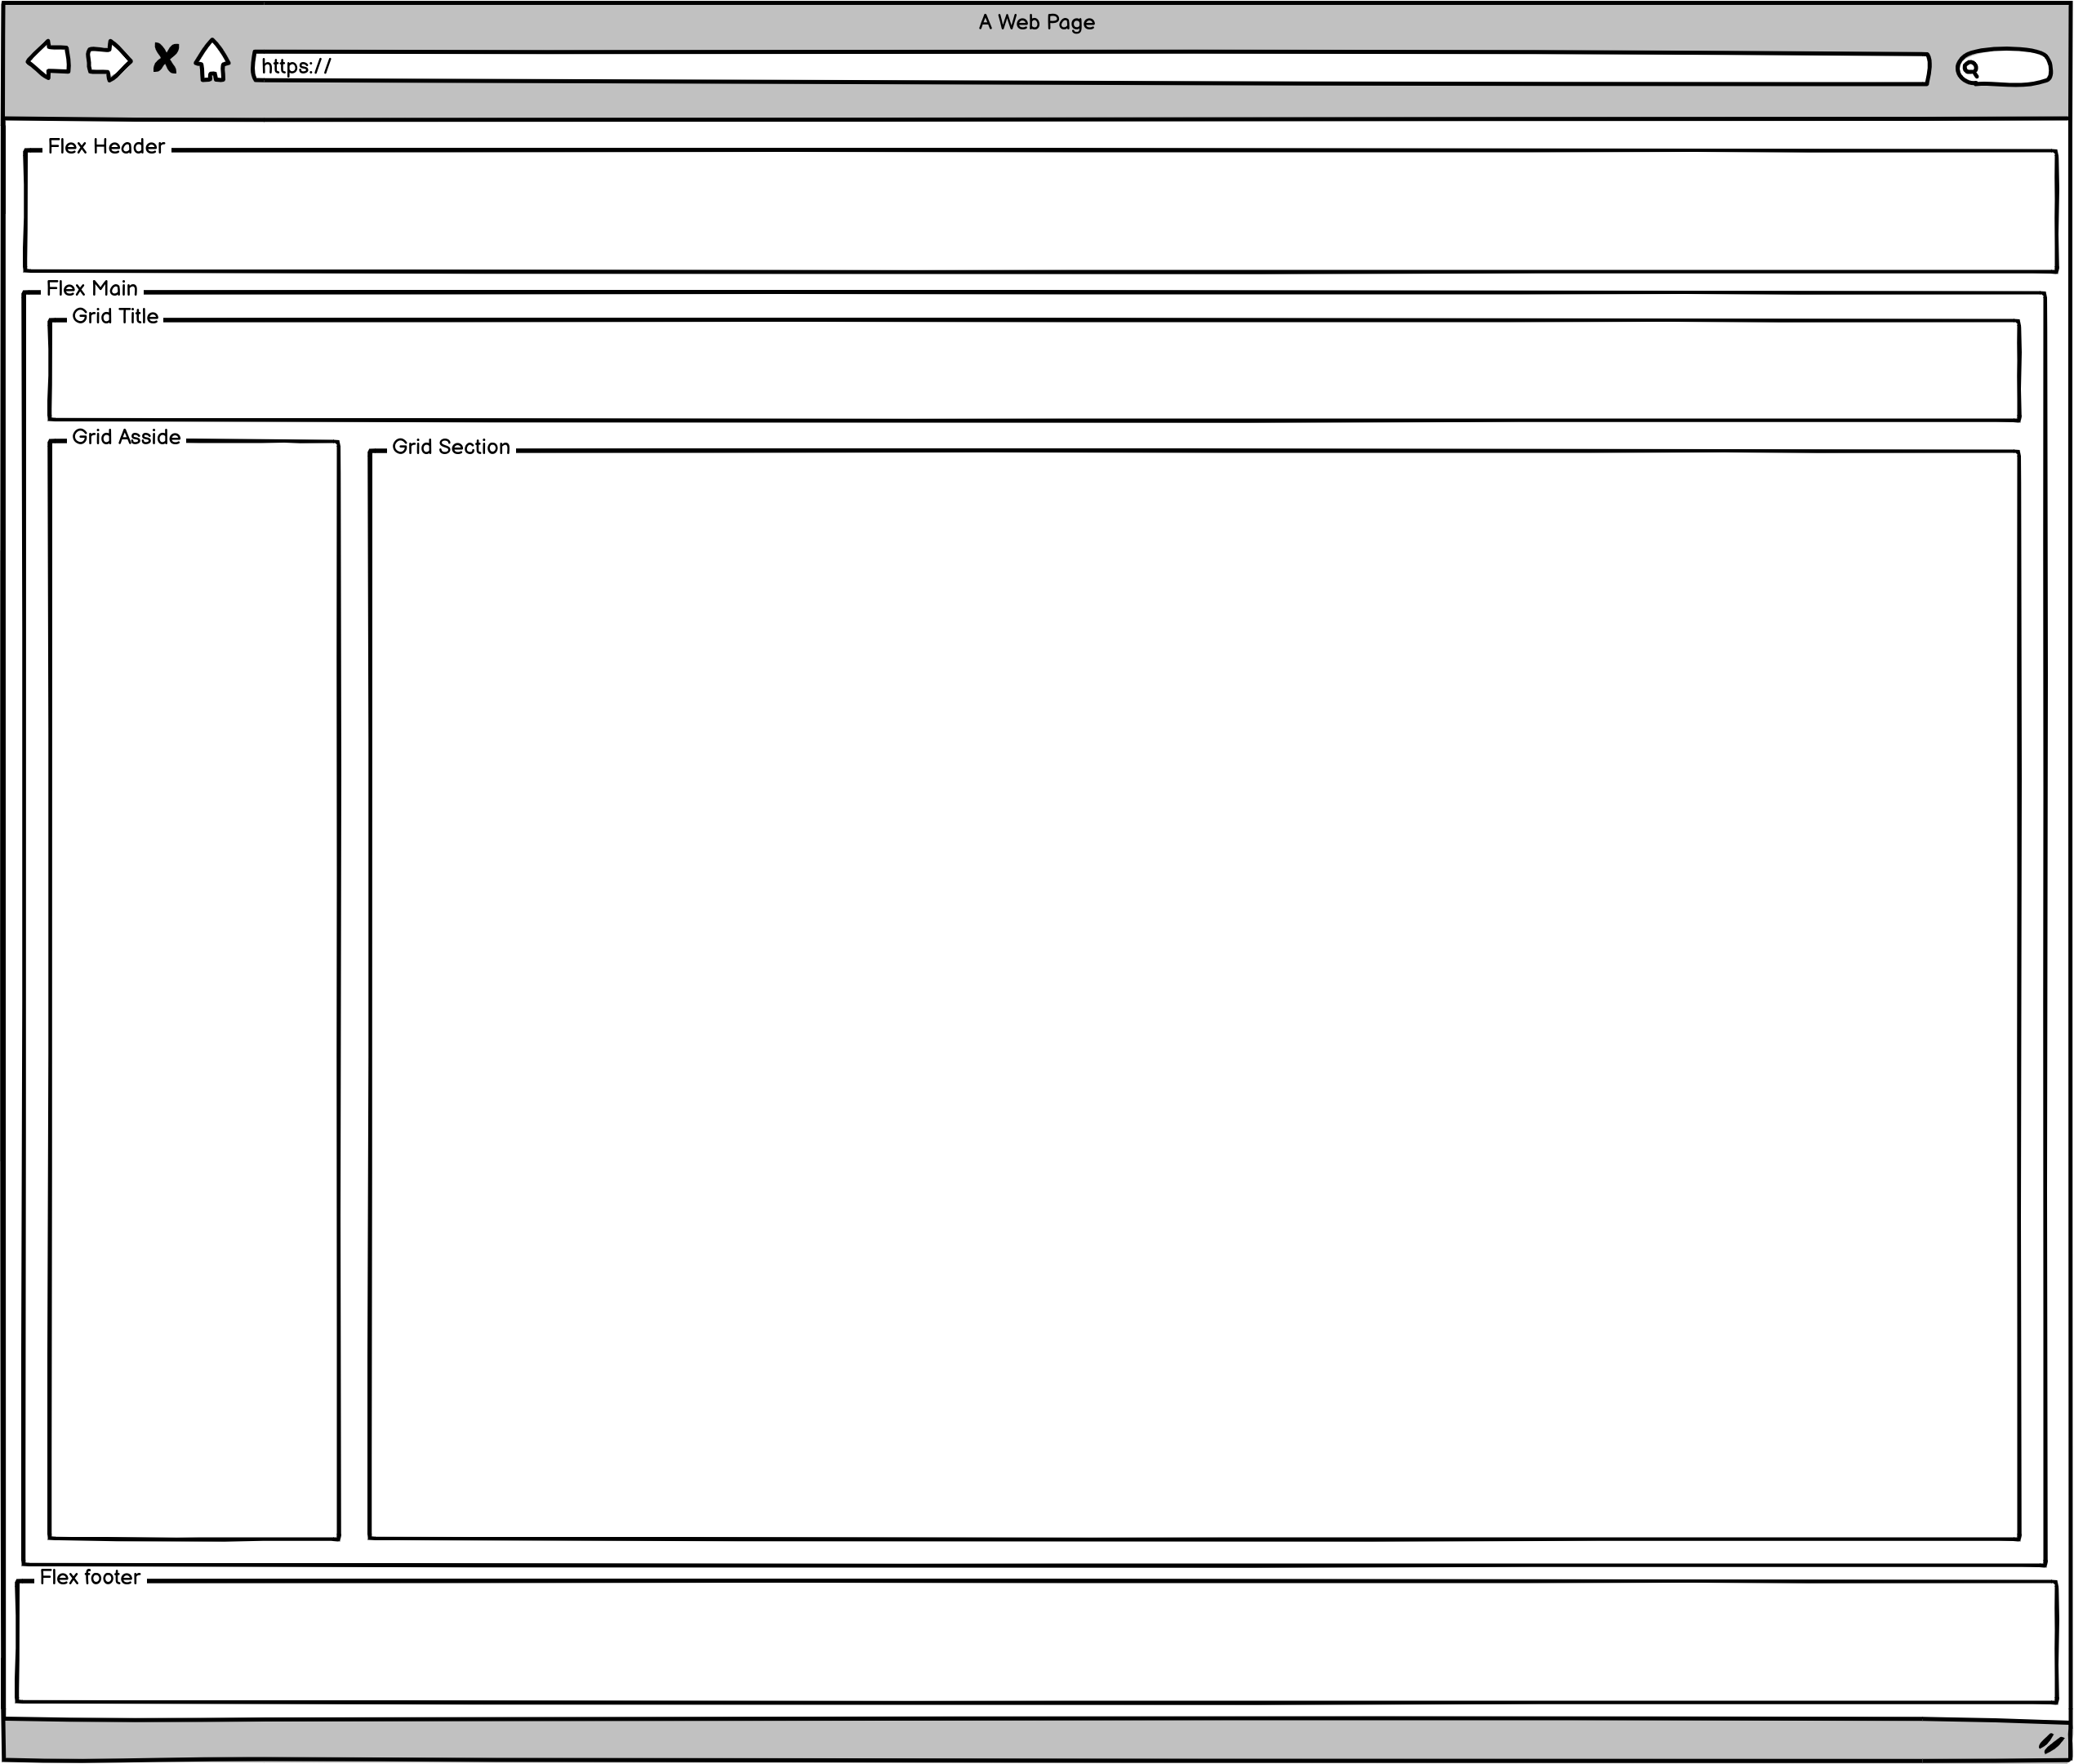 A Web Page
https://
Flex Header
Flex Main
Grid Title
Grid Asside
Grid Section
Flex footer